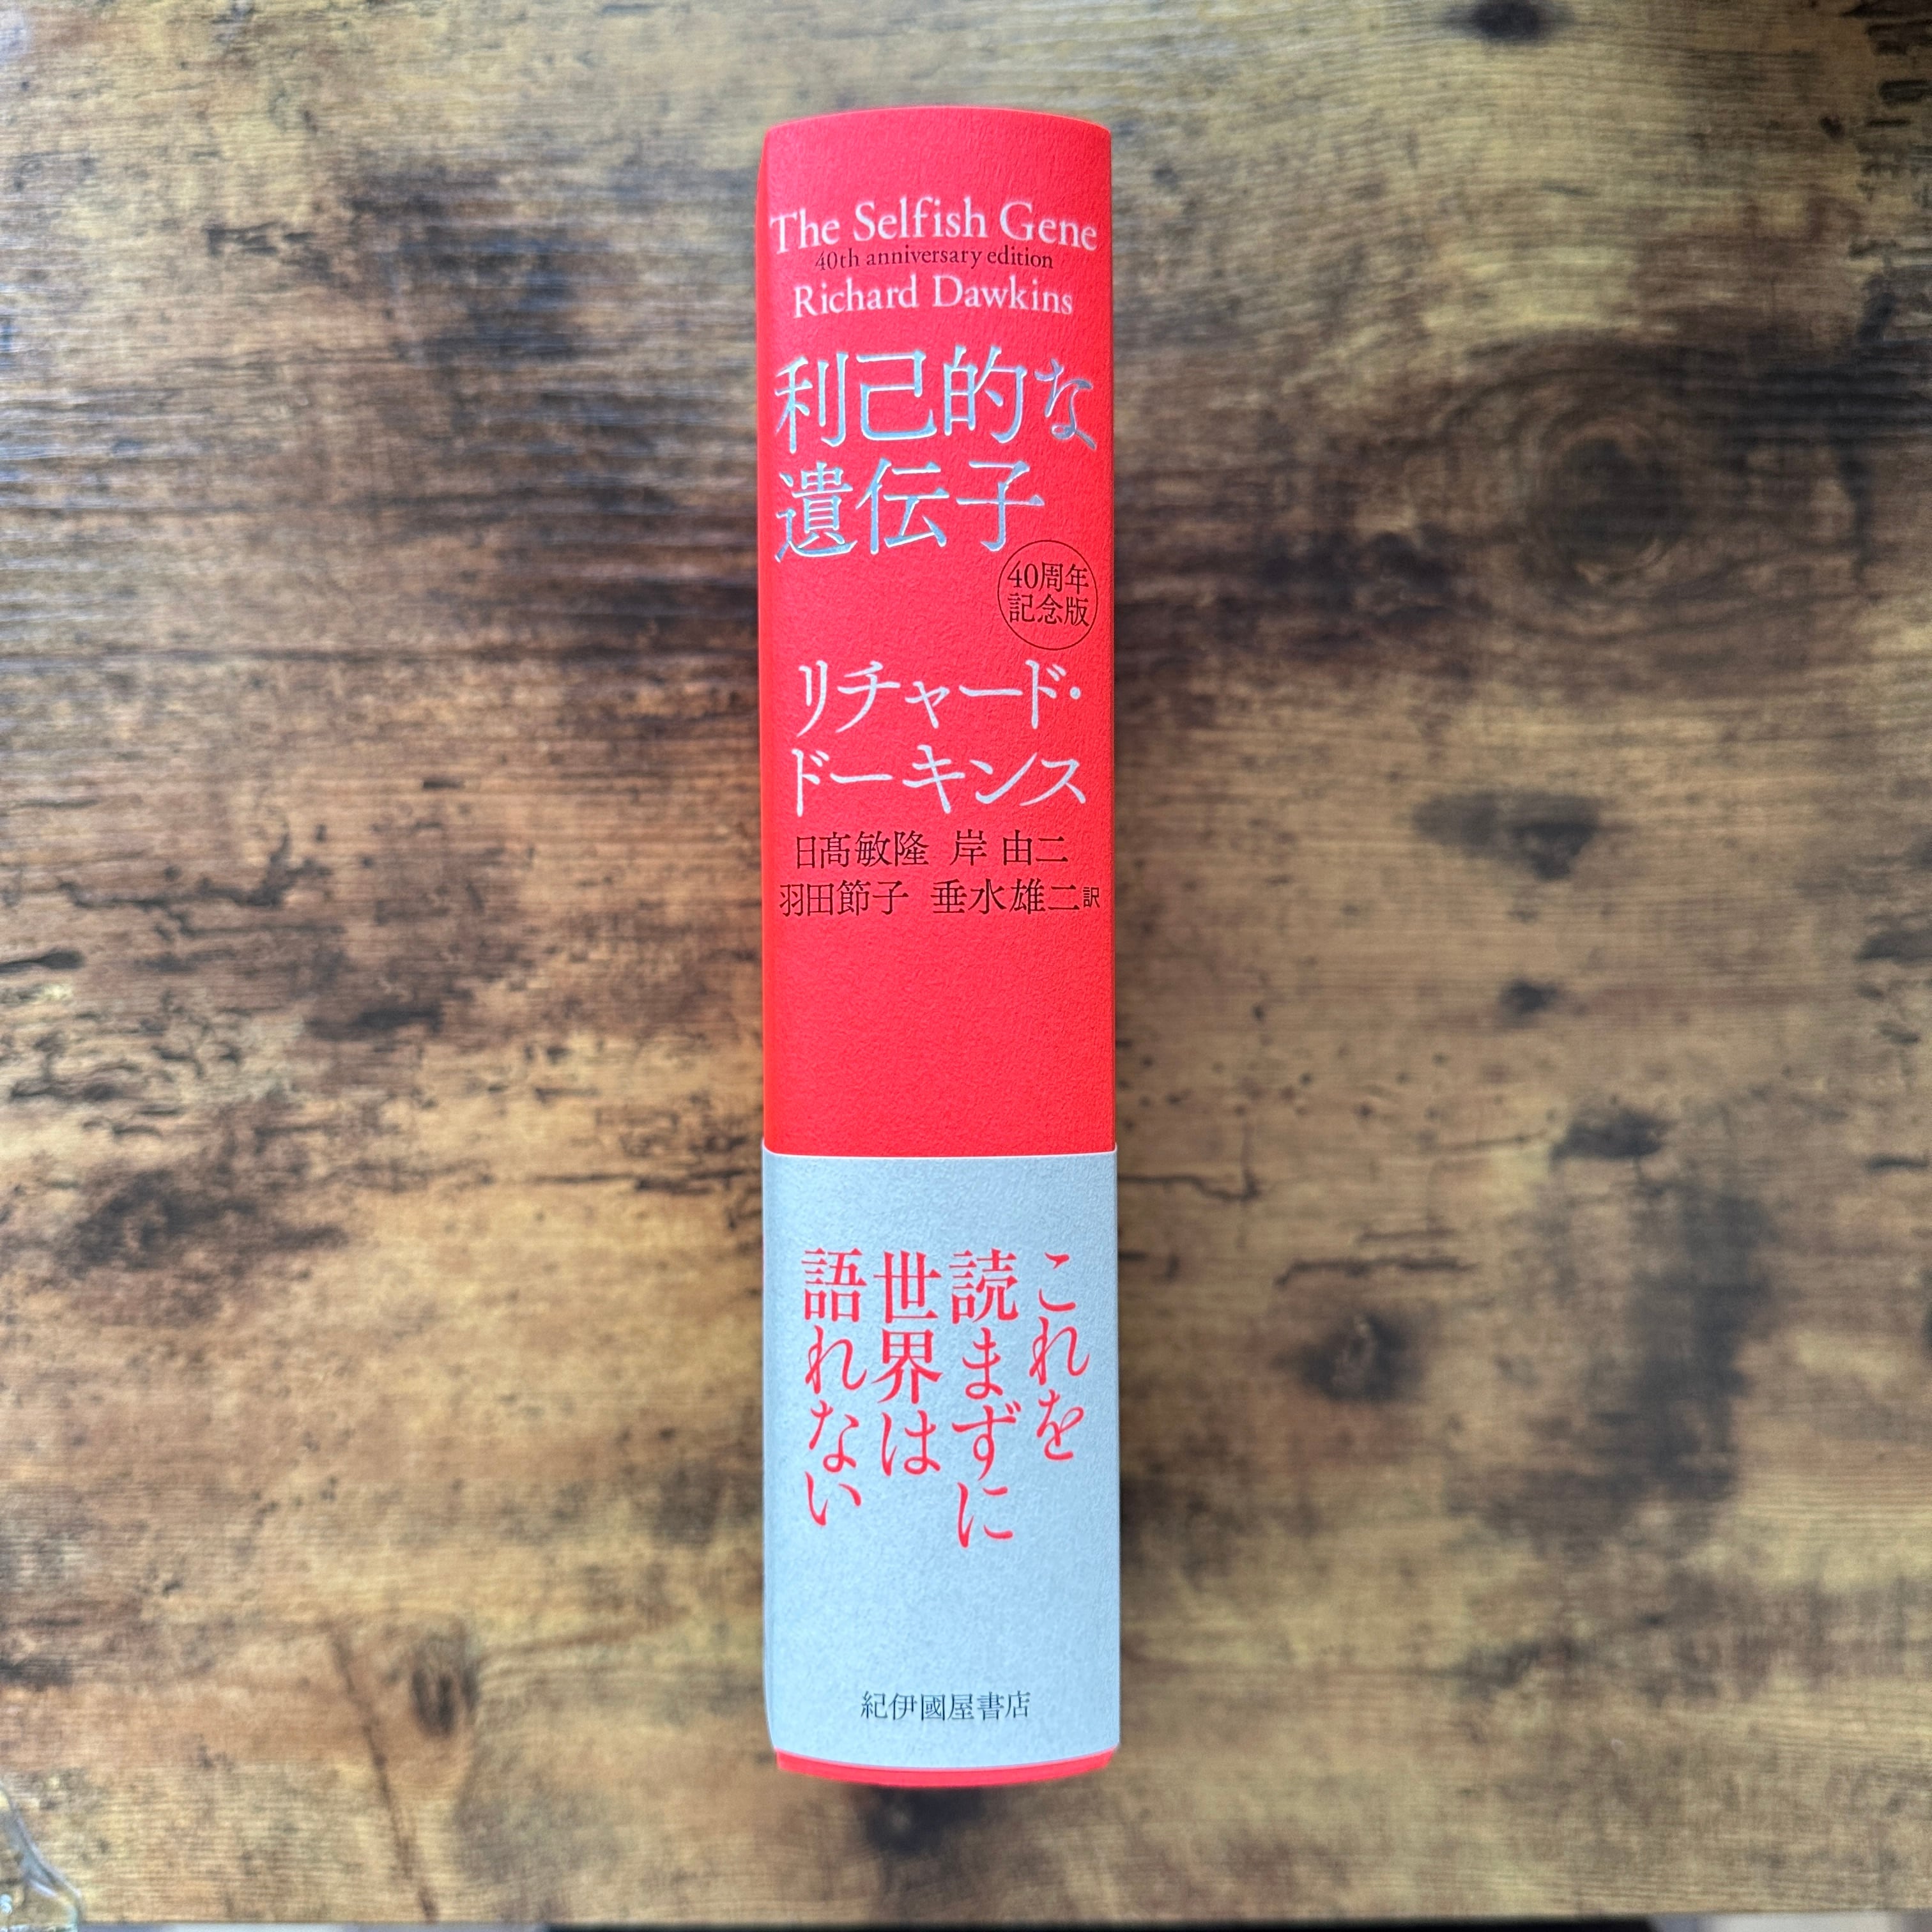 The Selfish Gene
40th anniversary edition
Richard Dawkins
利己的な
遺伝子
40周年
記念版
リチャード・
ドーキンス
日髙敏隆 岸 由二
羽田節子 垂水雄二訳
これを
読まずに
世界は
語れない
紀伊國屋書店